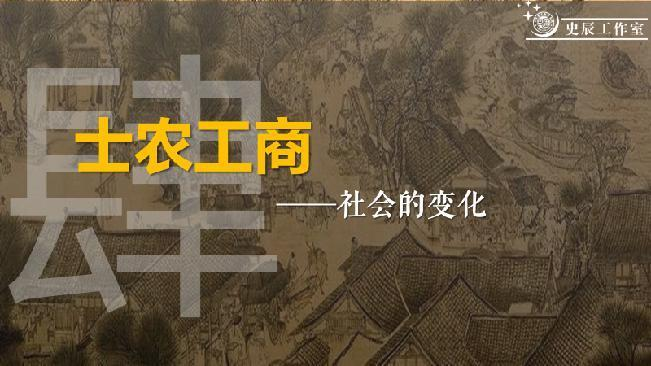 史辰工作室
肆
士农工商
——社会的变化